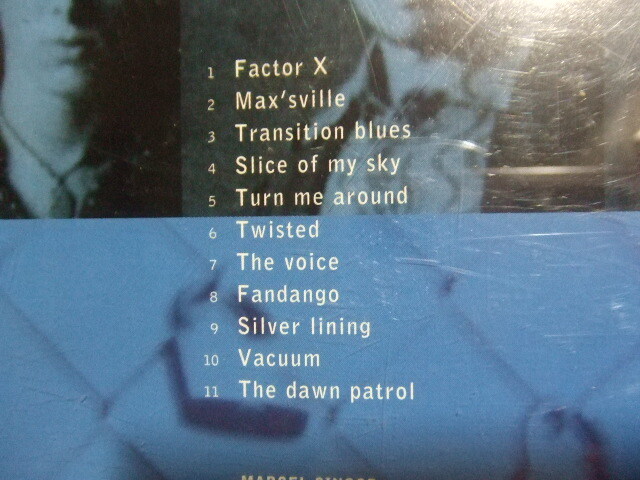 1 Factor X
2 Max'sville
3 Transition blues
4 Slice of my sky
5 Turn me around
6 Twisted
7 The voice
8 Fandango
9 Silver lining
10 Vacuum
11 The dawn patrol
MARCEL